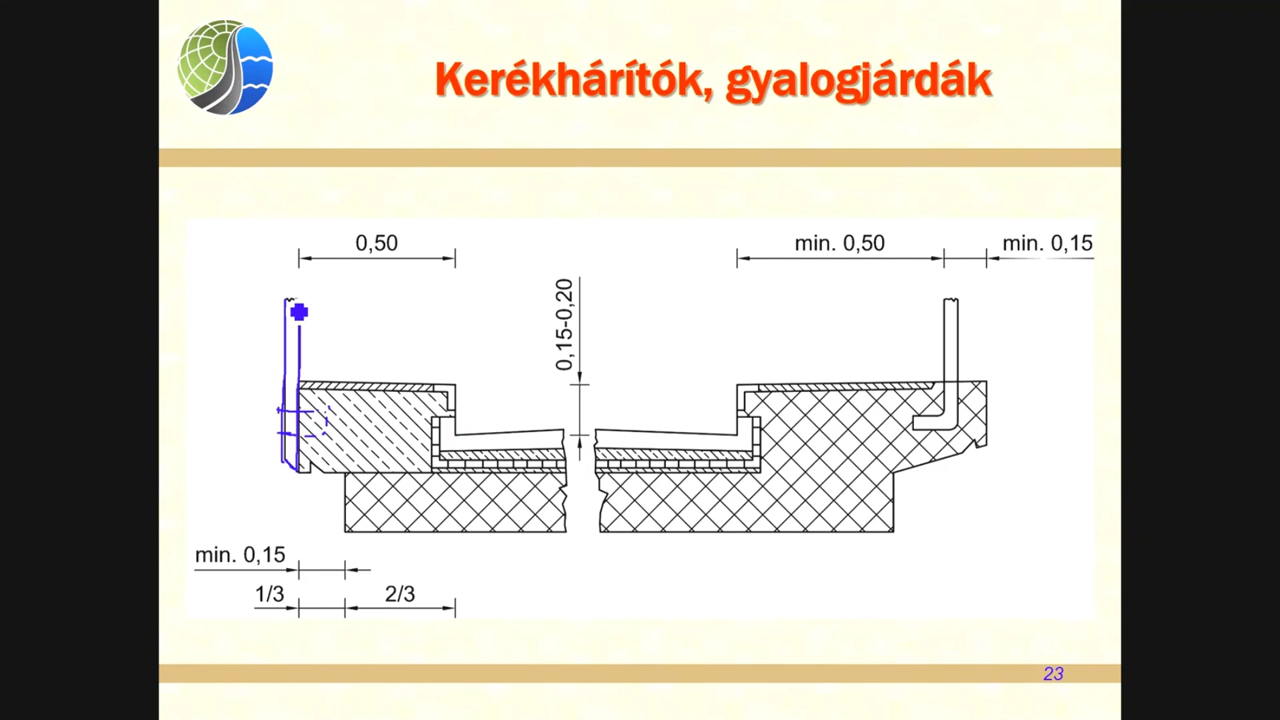 Kerékhárítók, gyalogjárdák
0,50
min. 0,50
min. 0,15
0,15-0,20
min. 0,15
1/3
2/3
23